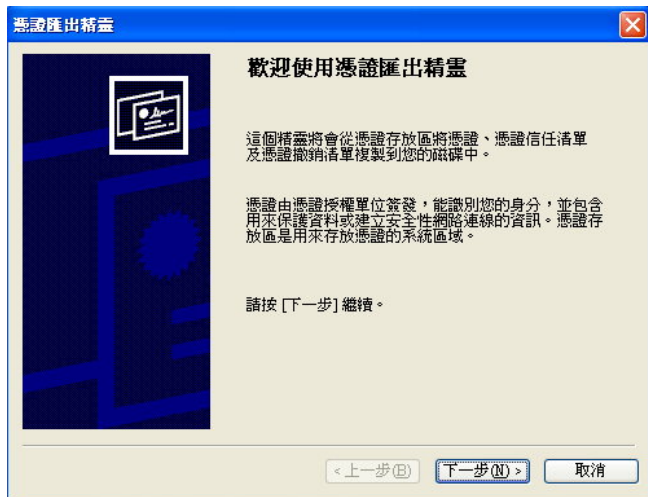 憑證匯出精靈
歡迎使用憑證匯出精靈
這個精靈將會從憑證存放區將憑證、憑證信任清單
及憑證撤銷清單複製到您的磁碟中。
憑證由憑證授權單位簽發，能識別您的身分，並包含
用來保護資料或建立安全性網路連線的資訊。憑證存
放區是用來存放憑證的系統區域。
請按 [下一步] 繼續。
<上一步(B) 下一步(N)> 取消